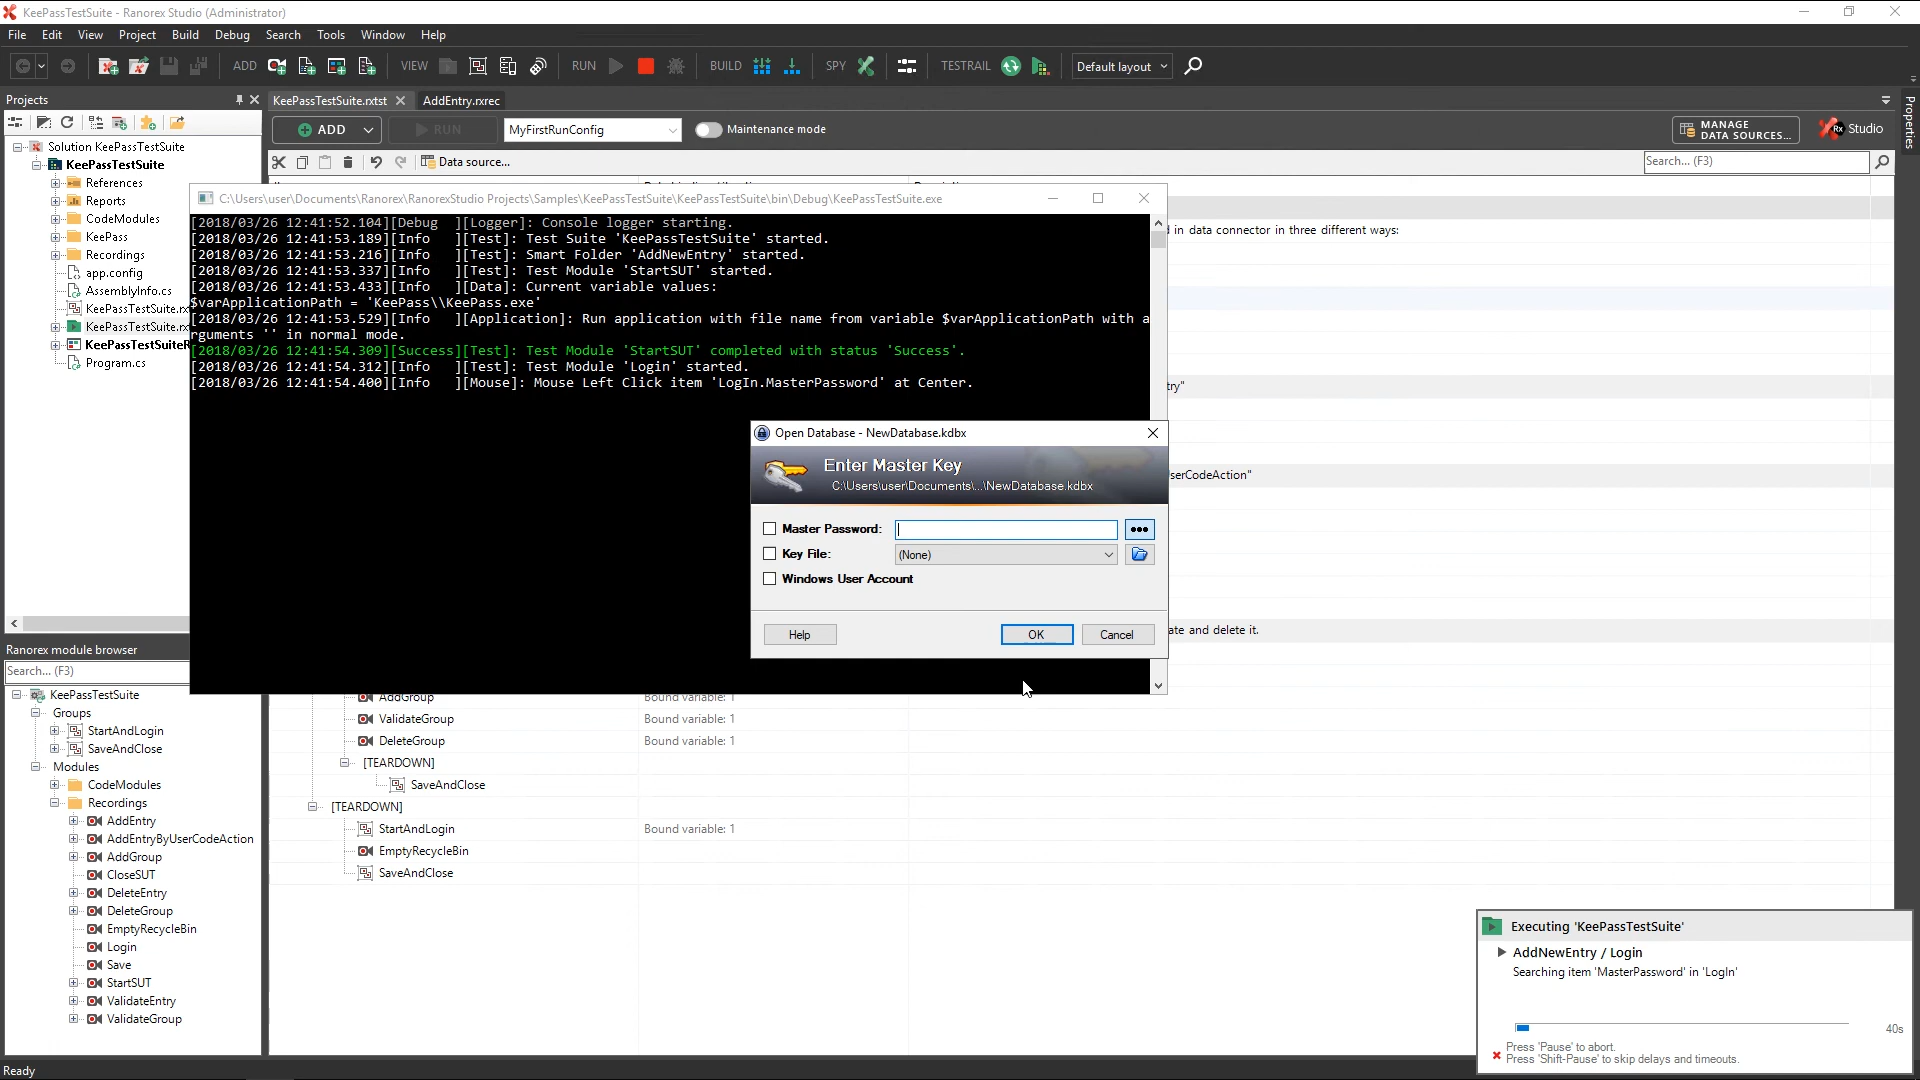 KeePassTestSuite - Ranorex Studio (Administrator)
File Edit View Project Build Debug Search Tools Window Help
ADD VIEW RUN BUILD SPY TESTRAIL Default layout
Projects
KeePassTestSuite.rxtst AddEntry.rxrec
ADD RUN MyFirstRunConfig Maintenance mode MANAGE
DATA SOURCES... Rx Studio
Data source... Search... (F3)
Properties
Solution KeePassTestSuite
KeePassTestSuite
References
Reports
CodeModules
KeePass
Recordings
app.config
AssemblyInfo.cs
KeePassTestSuite.rx
KeePassTestSuite.rx
KeePassTestSuiteR
Program.cs
C:\Users\user\Documents\Ranorex\RanorexStudio Projects\Samples\KeePassTestSuite\KeePassTestSuite\bin\Debug\KeePassTestSuite.exe
[2018/03/26 12:41:52.104][Debug  ][Logger]: Console logger starting.
[2018/03/26 12:41:53.189][Info   ][Test]: Test Suite 'KeePassTestSuite' started.
[2018/03/26 12:41:53.216][Info   ][Test]: Smart Folder 'AddNewEntry' started.
[2018/03/26 12:41:53.337][Info   ][Test]: Test Module 'StartSUT' started.
[2018/03/26 12:41:53.433][Info   ][Data]: Current variable values:
$varApplicationPath = 'KeePass\\KeePass.exe'
[2018/03/26 12:41:53.529][Info   ][Application]: Run application with file name from variable $varApplicationPath with a
rguments '' in normal mode.
[2018/03/26 12:41:54.309][Success][Test]: Test Module 'StartSUT' completed with status 'Success'.
[2018/03/26 12:41:54.312][Info   ][Test]: Test Module 'Login' started.
[2018/03/26 12:41:54.400][Info   ][Mouse]: Mouse Left Click item 'LogIn.MasterPassword' at Center.
d in data connector in three different ways:
try"
serCodeAction"
ate and delete it.
Open Database - NewDatabase.kdbx
Enter Master Key
C:\Users\user\Documents\...\NewDatabase.kdbx
Master Password:
Key File: (None)
Windows User Account
Help OK Cancel
AddGroup Bound variable: 1
ValidateGroup Bound variable: 1
DeleteGroup Bound variable: 1
[TEARDOWN]
SaveAndClose
[TEARDOWN]
StartAndLogin Bound variable: 1
EmptyRecycleBin
SaveAndClose
Ranorex module browser
Search... (F3)
KeePassTestSuite
Groups
StartAndLogin
SaveAndClose
Modules
CodeModules
Recordings
AddEntry
AddEntryByUserCodeAction
AddGroup
CloseSUT
DeleteEntry
DeleteGroup
EmptyRecycleBin
Login
Save
StartSUT
ValidateEntry
ValidateGroup
Executing 'KeePassTestSuite'
AddNewEntry / Login
Searching item 'MasterPassword' in 'LogIn'
40s
Press 'Pause' to abort.
Press 'Shift-Pause' to skip delays and timeouts.
Ready